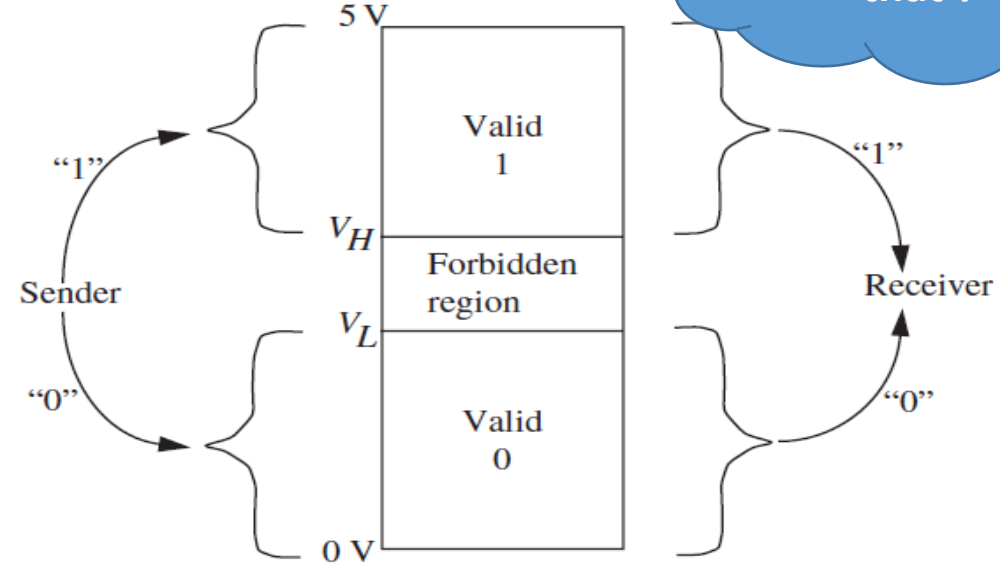 5 V
Valid
1
“1”
“1”
V_H
Forbidden
region
Sender
Receiver
V_L
“0”
“0”
Valid
0
0 V